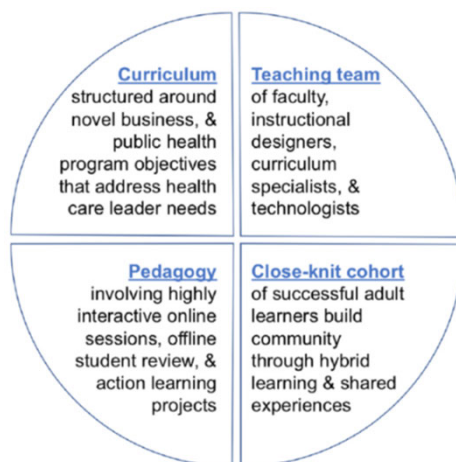 Curriculum
structured around
novel business, &
public health
program objectives
that address health
care leader needs
Teaching team
of faculty,
instructional
designers,
curriculum
specialists, &
technologists
Pedagogy
involving highly
interactive online
sessions, offline
student review, &
action learning
projects
Close-knit cohort
of successful adult
learners build
community
through hybrid
learning & shared
experiences